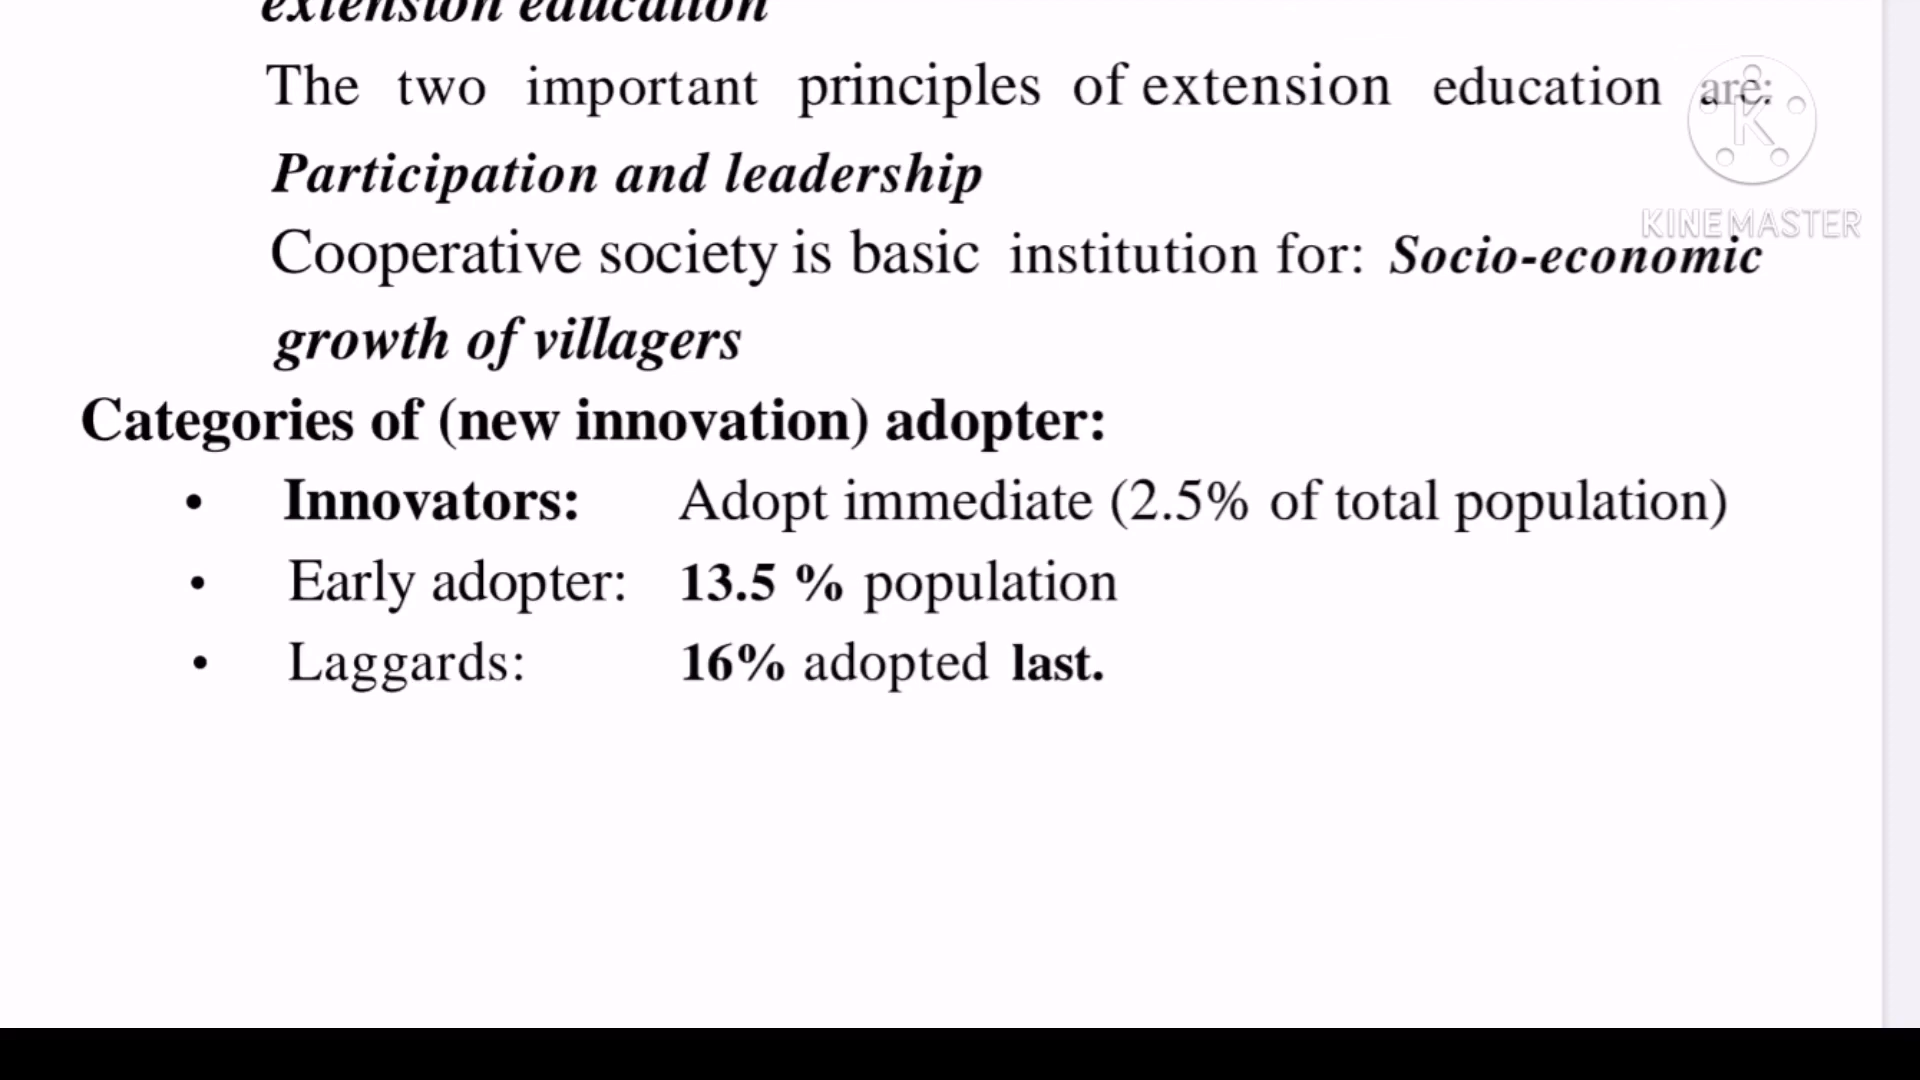 extension education
The two important principles of extension education are:
Participation and leadership
KINEMASTER
Cooperative society is basic institution for: Socio-economic
growth of villagers
Categories of (new innovation) adopter:
• Innovators: Adopt immediate (2.5% of total population)
• Early adopter: 13.5 % population
• Laggards: 16% adopted last.